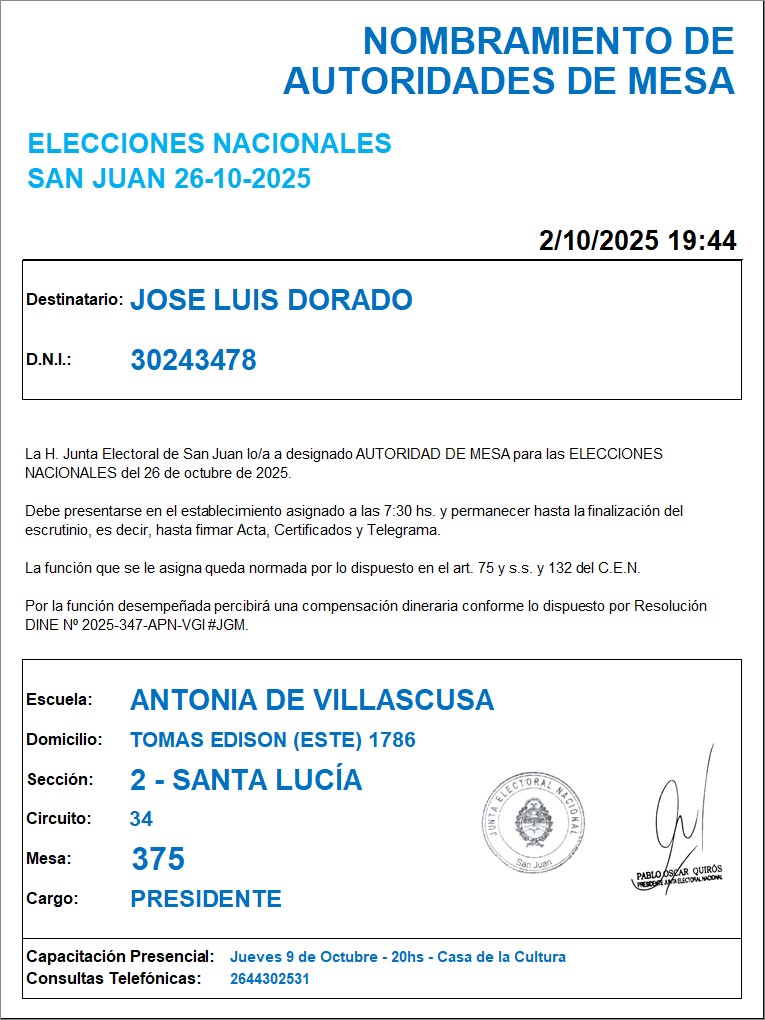 NOMBRAMIENTO DE
AUTORIDADES DE MESA
ELECCIONES NACIONALES
SAN JUAN 26-10-2025
2/10/2025 19:44
Destinatario: JOSE LUIS DORADO
D.N.I.: 30243478
La H. Junta Electoral de San Juan lo/a a designado AUTORIDAD DE MESA para las ELECCIONES
NACIONALES del 26 de octubre de 2025.
Debe presentarse en el establecimiento asignado a las 7:30 hs. y permanecer hasta la finalización del
escrutinio, es decir, hasta firmar Acta, Certificados y Telegrama.
La función que se le asigna queda normada por lo dispuesto en el art. 75 y s.s. y 132 del C.E.N.
Por la función desempeñada percibirá una compensación dineraria conforme lo dispuesto por Resolución
DINE Nº 2025-347-APN-VGI#JGM.
Escuela: ANTONIA DE VILLASCUSA
Domicilio: TOMAS EDISON (ESTE) 1786
Sección: 2 - SANTA LUCÍA
Circuito: 34
Mesa: 375
Cargo: PRESIDENTE
JUNTA ELECTORAL NACIONAL
San Juan
PABLO OSCAR QUIRÓS
PRESIDENTE JUNTA ELECTORAL NACIONAL
Capacitación Presencial: Jueves 9 de Octubre - 20hs - Casa de la Cultura
Consultas Telefónicas: 2644302531